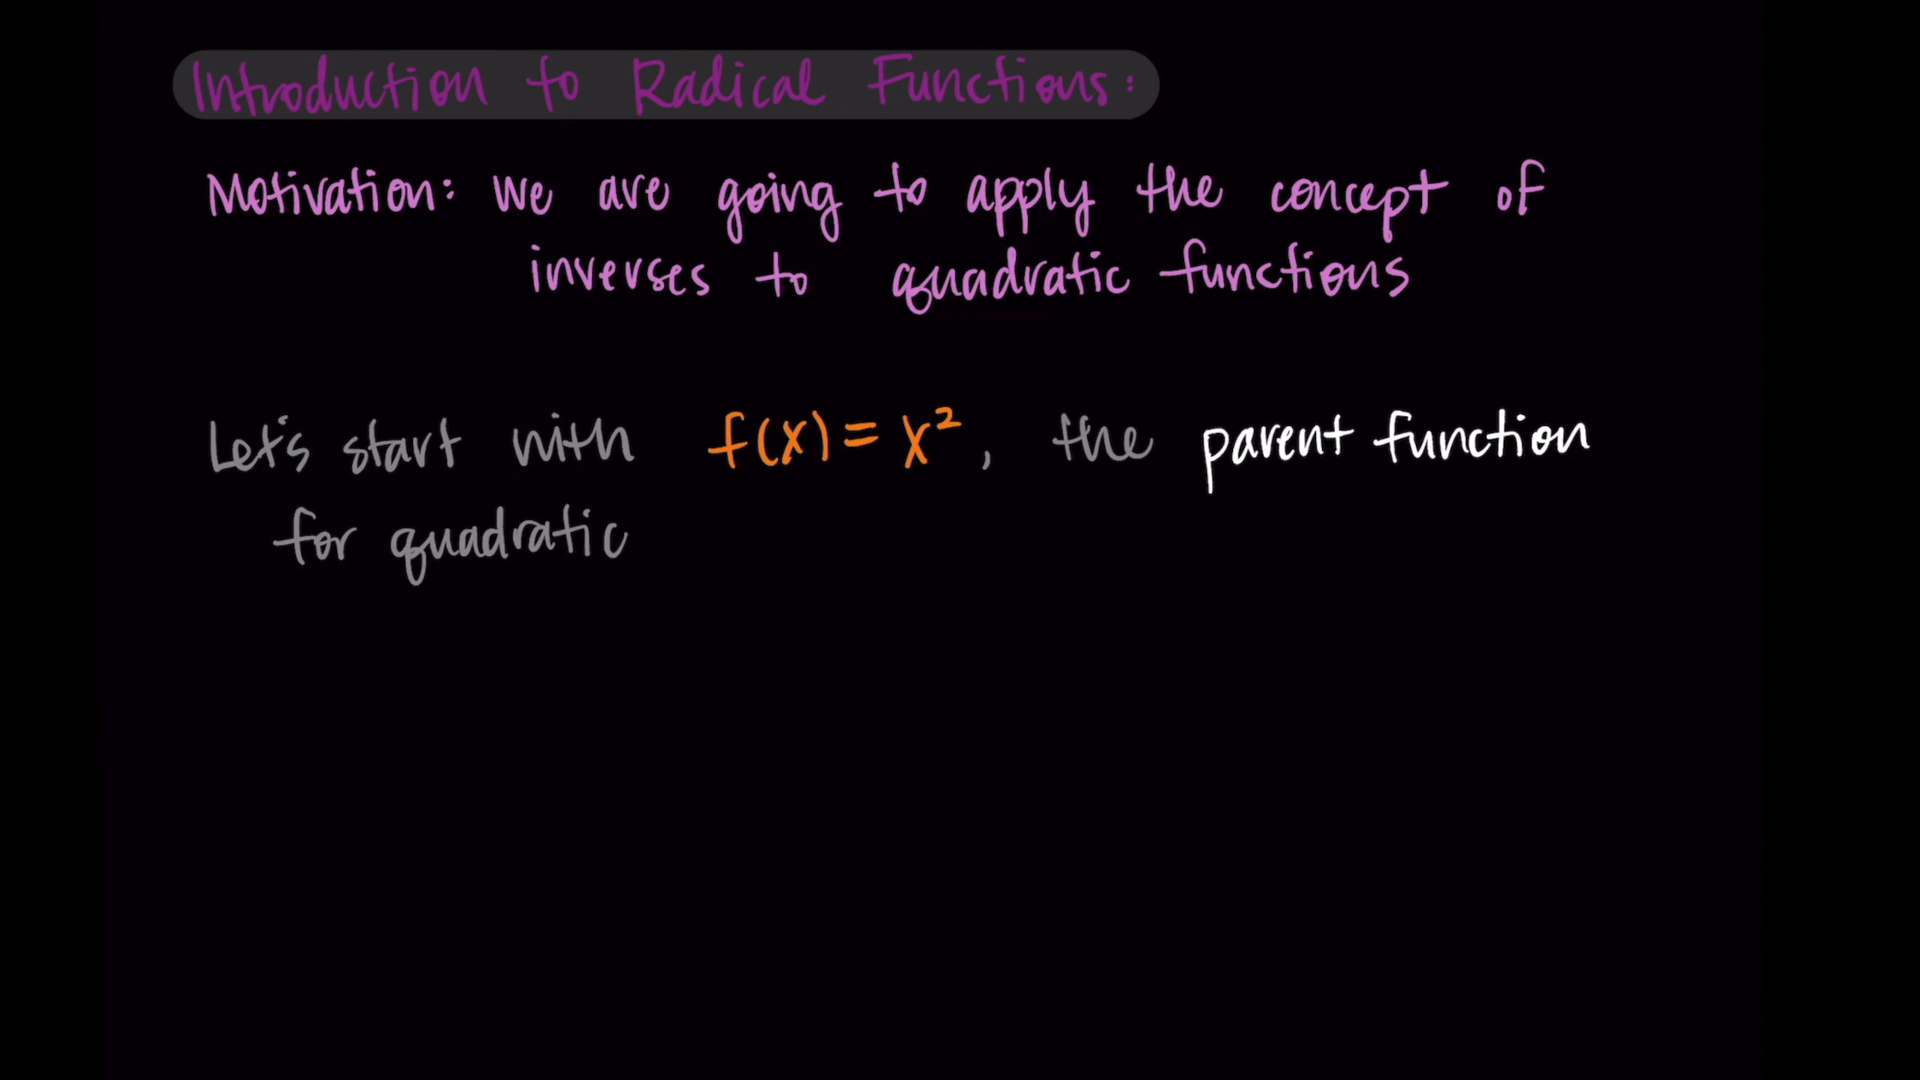 Introduction to Radical Functions:
Motivation: We are going to apply the concept of
inverses to quadratic functions
Let's start with f(x) = x², the parent function
for quadratic